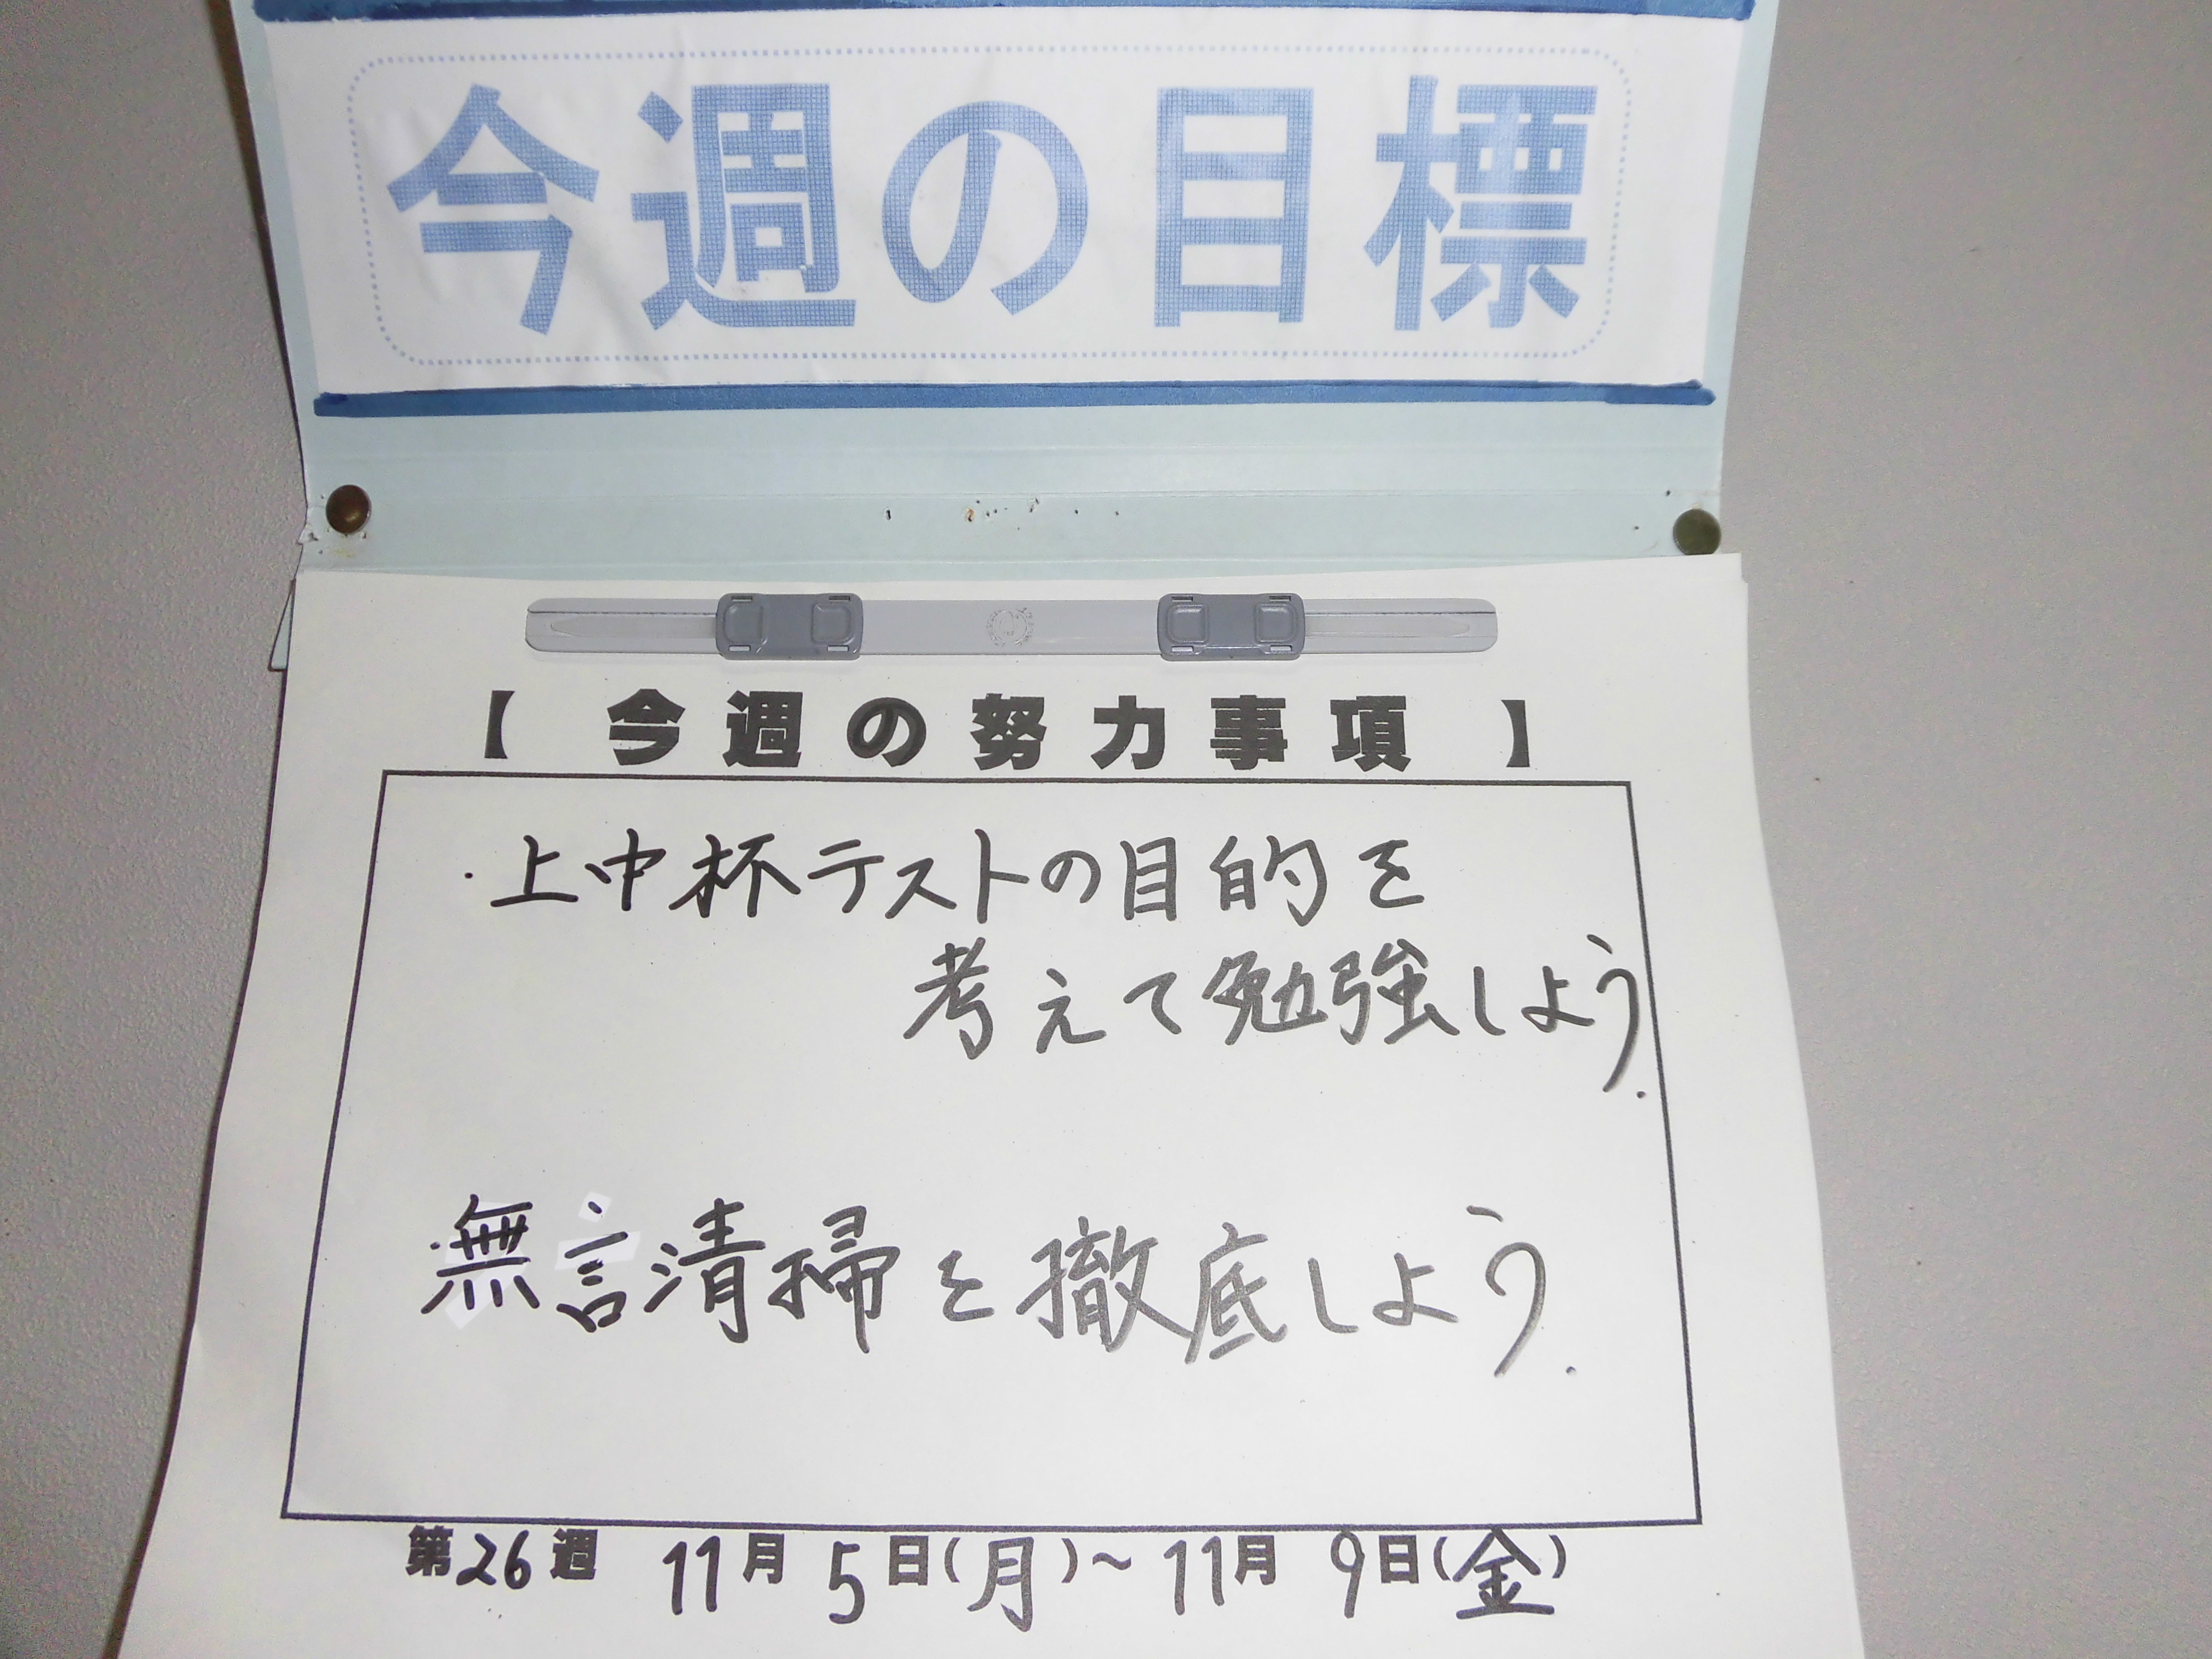 今週の目標
【 今週の努力事項 】
・上中杯テストの目的を
考えて勉強しよう.
・無言清掃を徹底しよう.
第26週 11月 5日(月)~11月 9日(金)